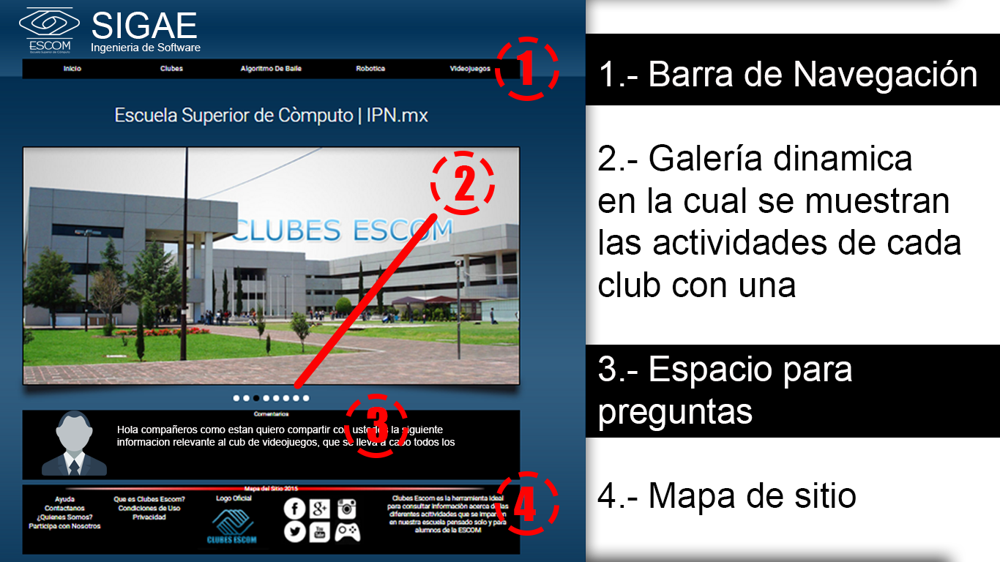 ESCOM
Escuela Superior de Cómputo
SIGAE
Ingenieria de Software
Inicio
Clubes
Algoritmo De Baile
Robotica
Videojuegos
1
Escuela Superior de Còmputo | IPN.mx
2
CLUBES ESCOM
Comentarios
3
Hola compañeros como estan quiero compartir con ustedes la siguiente
informacion relevante al cub de videojuegos, que se lleva a cabo todos los
Mapa del Sitio 2015
4
Ayuda
Contactanos
¿Quienes Somos?
Participa con Nosotros
Que es Clubes Escom?
Condiciones de Uso
Privacidad
Logo Oficial
CLUBES ESCOM
f
g+
You
Tube
Clubes Escom es la herramienta ideal
para consultar información acerca de las
diferentes actitidades que se imparten
en nuestra escuela pensado solo y para
alumnos de la ESCOM
1.- Barra de Navegación
2.- Galería dinamica
en la cual se muestran
las actividades de cada
club con una
3.- Espacio para
preguntas
4.- Mapa de sitio